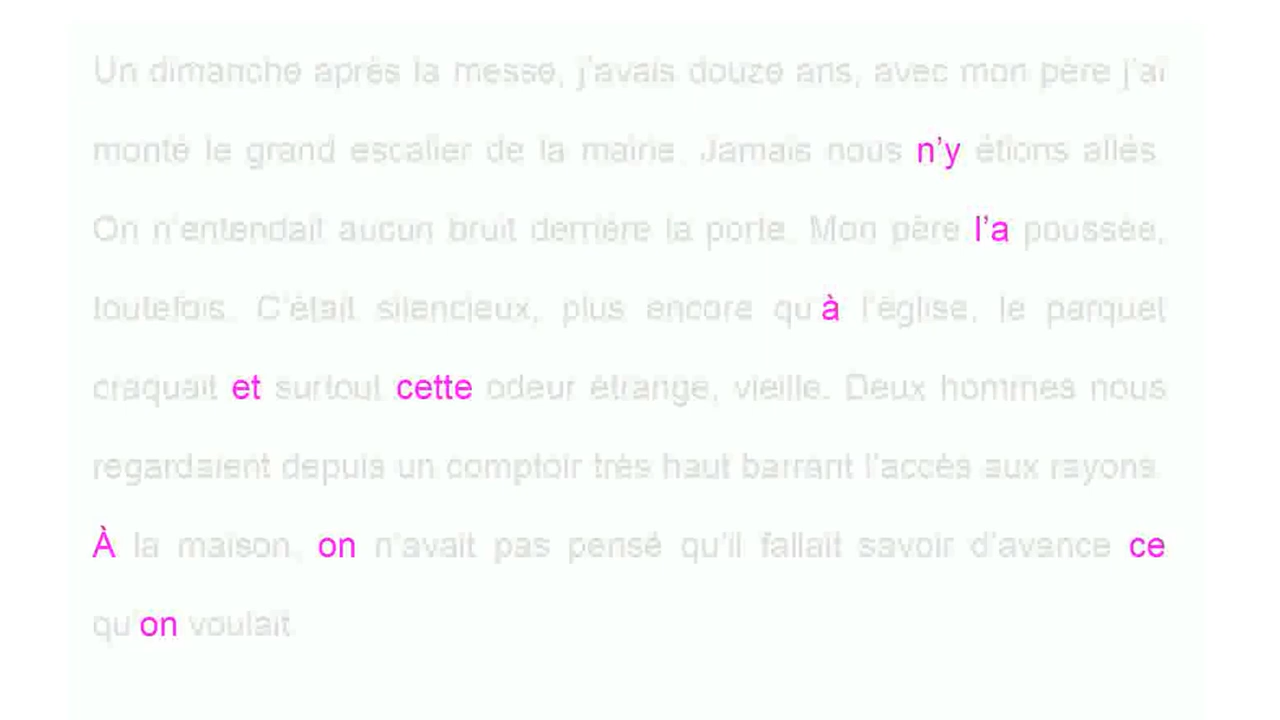 Un dimanche après la messe, j'avais douze ans, avec mon père j'ai
monté le grand escalier de la mairie. Jamais nous n'y étions allés.
On n'entendait aucun bruit derrière la porte. Mon père l'a poussée,
toutefois. C'était silencieux, plus encore qu'à l'église, le parquet
craquait et surtout cette odeur étrange, vieille. Deux hommes nous
regardaient depuis un comptoir très haut barrant l'accès aux rayons.
À la maison, on n'avait pas pensé qu'il fallait savoir d'avance ce
qu'on voulait.